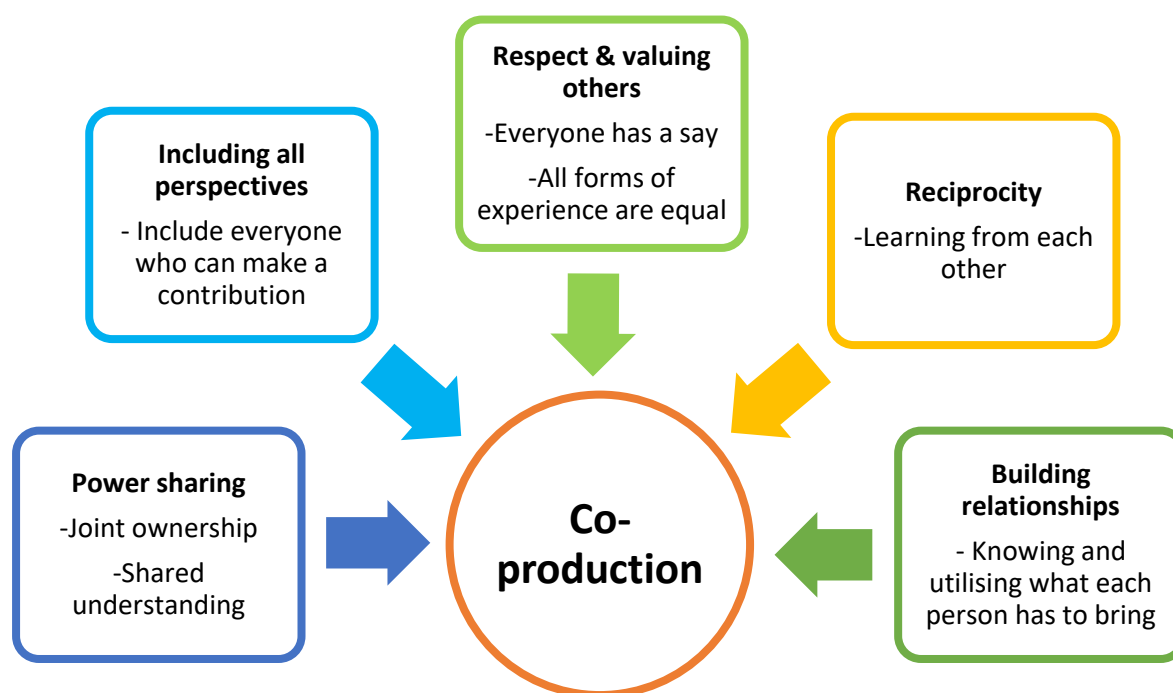 Respect & valuing
others
-Everyone has a say
-All forms of
experience are equal
Including all
perspectives
- Include everyone
who can make a
contribution
Reciprocity
-Learning from each
other
Power sharing
-Joint ownership
-Shared
understanding
Co-
production
Building
relationships
- Knowing and
utilising what each
person has to bring